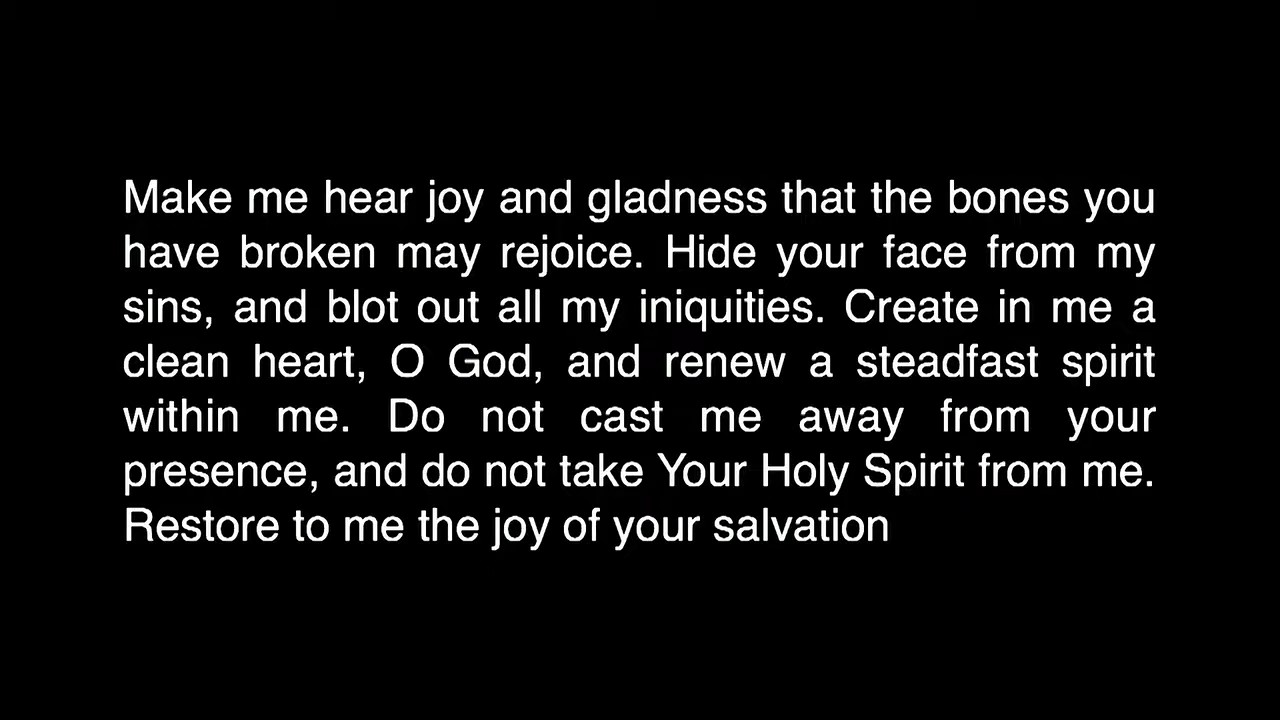 Make me hear joy and gladness that the bones you
have broken may rejoice. Hide your face from my
sins, and blot out all my iniquities. Create in me a
clean heart, O God, and renew a steadfast spirit
within me. Do not cast me away from your
presence, and do not take Your Holy Spirit from me.
Restore to me the joy of your salvation